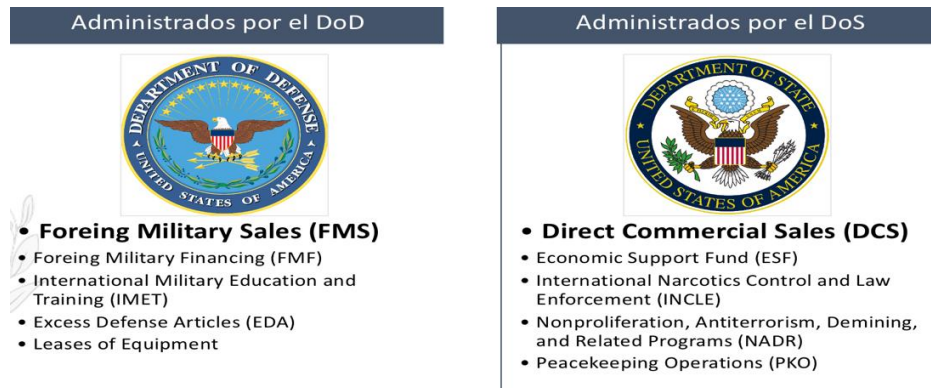 Administrados por el DoD
DEPARTMENT OF DEFENSE
UNITED STATES OF AMERICA
• Foreing Military Sales (FMS)
• Foreing Military Financing (FMF)
• International Military Education and
Training (IMET)
• Excess Defense Articles (EDA)
• Leases of Equipment
Administrados por el DoS
DEPARTMENT OF STATE
UNITED STATES OF AMERICA
• Direct Commercial Sales (DCS)
• Economic Support Fund (ESF)
• International Narcotics Control and Law
Enforcement (INCLE)
• Nonproliferation, Antiterrorism, Demining,
and Related Programs (NADR)
• Peacekeeping Operations (PKO)